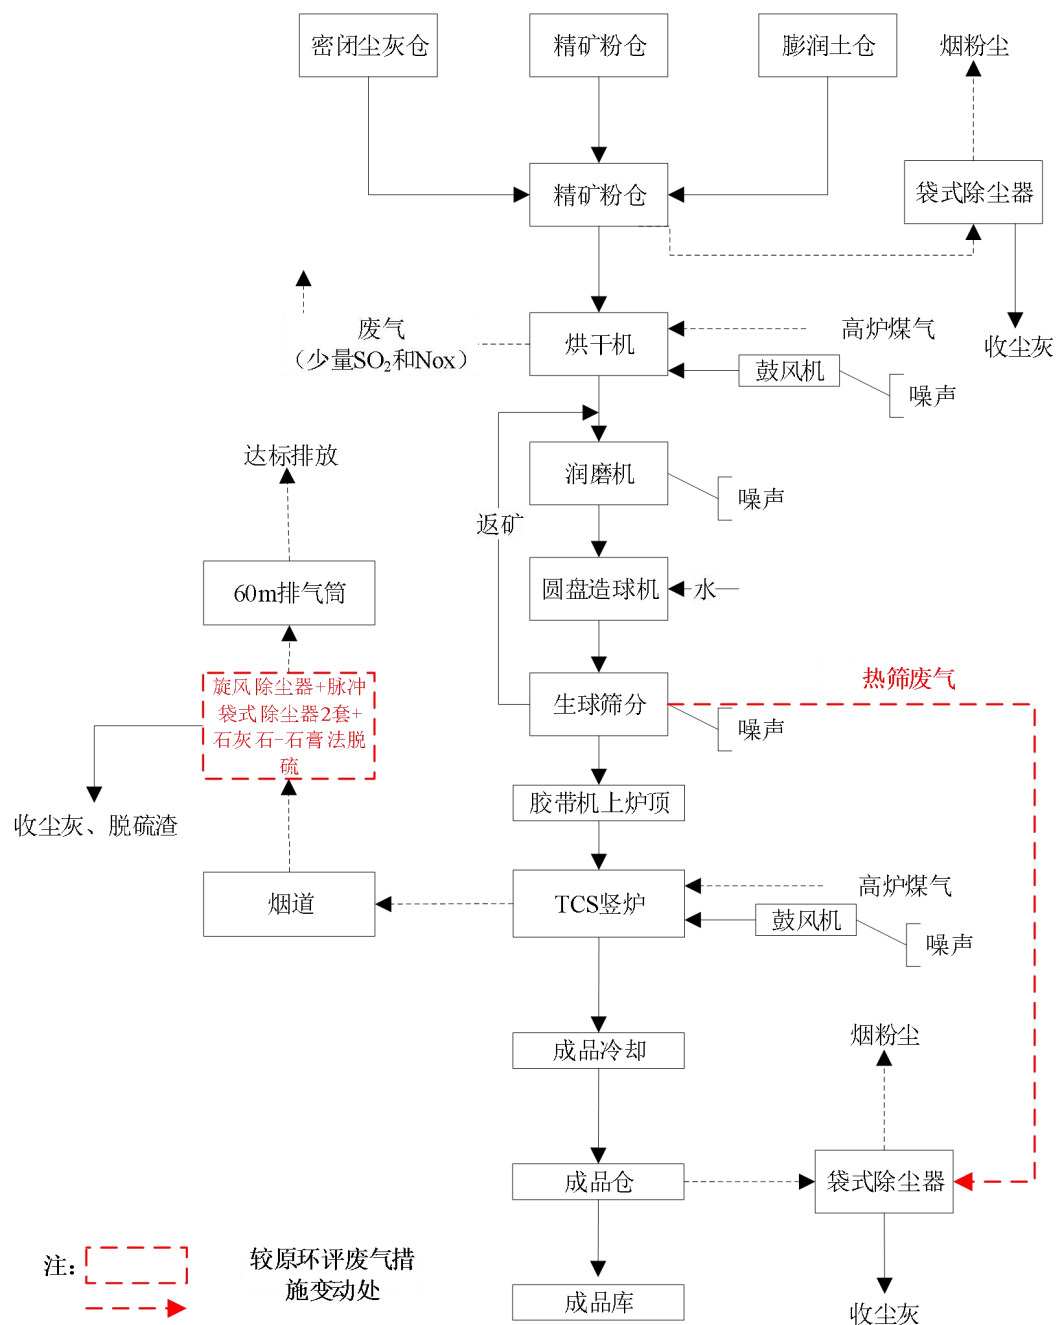 密闭尘灰仓
精矿粉仓
膨润土仓
烟粉尘
精矿粉仓
袋式除尘器
废气
（少量SO₂和Nox）
烘干机
高炉煤气
鼓风机
噪声
收尘灰
达标排放
润磨机
噪声
返矿
60m排气筒
圆盘造球机
水
旋风除尘器+脉冲
袋式除尘器2套+
石灰石-石膏法脱
硫
生球筛分
热筛废气
噪声
收尘灰、脱硫渣
胶带机上炉顶
烟道
TCS竖炉
高炉煤气
鼓风机
噪声
成品冷却
烟粉尘
成品仓
袋式除尘器
注：
较原环评废气措
施变动处
成品库
收尘灰